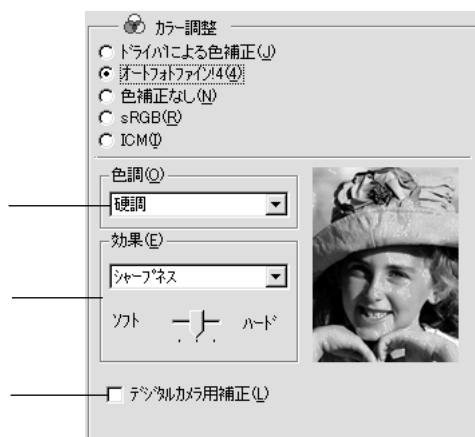 カラー調整
ドライバによる色補正(J)
オートフォトファイン!4(4)
色補正なし(N)
sRGB(R)
ICM(I)
色調(O)
硬調
効果(E)
シャープネス
ソフト ハード
デジタルカメラ用補正(L)